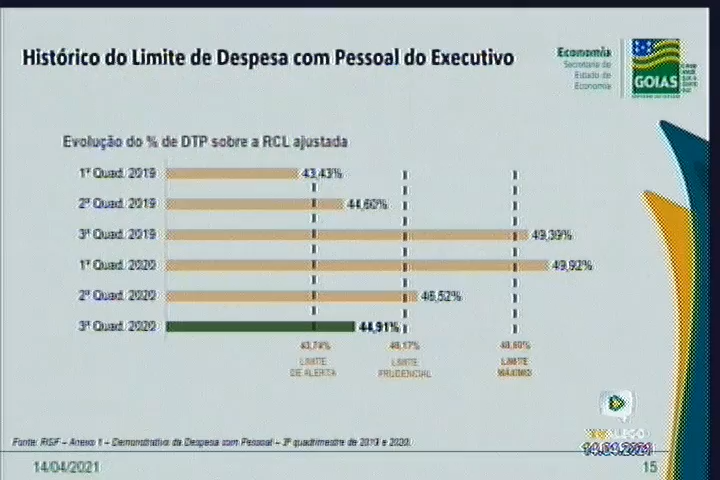 Histórico do Limite de Despesa com Pessoal do Executivo
Economia
Secretaria de
Estado de
Economia
GOIÁS
Evolução do % de DTP sobre a RCL ajustada
1º Quad. 2019 43,43%
2º Quad. 2019 44,60%
3º Quad. 2019 49,39%
1º Quad. 2020 49,92%
2º Quad. 2020 46,52%
3º Quad. 2020 44,91%
43,74% 46,17% 48,60%
LIMITE LIMITE LIMITE
DE ALERTA PRUDENCIAL MÁXIMO
Fonte: RGF – Anexo 1 – Demonstrativo da Despesa com Pessoal – 3º quadrimestre de 2019 e 2020.
14.04.2021
14/04/2021 15